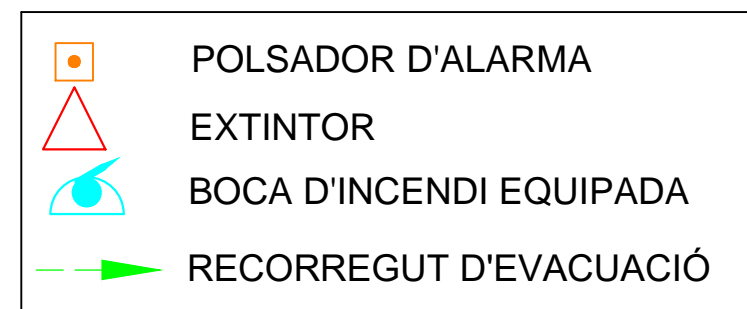 POLSADOR D'ALARMA
EXTINTOR
BOCA D'INCENDI EQUIPADA
RECORREGUT D'EVACUACIÓ